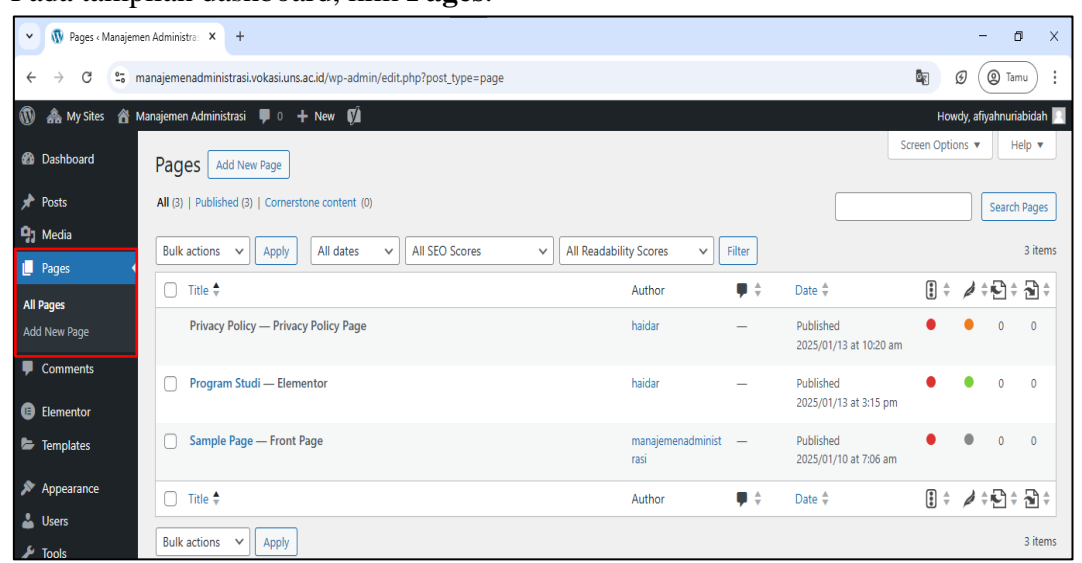 Pada tampilan dashboard, klik Pages.
Pages ‹ Manajemen Administra
manajemenadministrasi.vokasi.uns.ac.id/wp-admin/edit.php?post_type=page
Tamu
My Sites Manajemen Administrasi 0 + New
Howdy, afiyahnuriabidah
Dashboard
Posts
Media
Pages
All Pages
Add New Page
Comments
Elementor
Templates
Appearance
Users
Tools
Screen Options ▼ Help ▼
Pages Add New Page
All (3) | Published (3) | Cornerstone content (0)
Search Pages
Bulk actions Apply All dates All SEO Scores All Readability Scores Filter 3 items
Title Author Date
Privacy Policy — Privacy Policy Page haidar — Published 0 0
2025/01/13 at 10:20 am
Program Studi — Elementor haidar — Published 0 0
2025/01/13 at 3:15 pm
Sample Page — Front Page manajemenadminist — Published 0 0
rasi 2025/01/10 at 7:06 am
Title Author Date
Bulk actions Apply 3 items